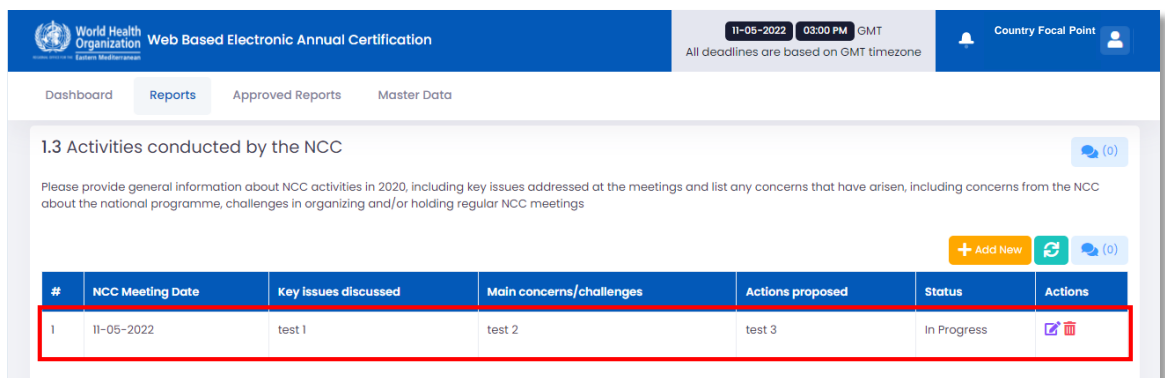 World Health
Organization
REGIONAL OFFICE FOR THE Eastern Mediterranean
Web Based Electronic Annual Certification
11-05-2022 03:00 PM GMT
All deadlines are based on GMT timezone
Country Focal Point
Dashboard Reports Approved Reports Master Data
1.3 Activities conducted by the NCC
(0)
Please provide general information about NCC activities in 2020, including key issues addressed at the meetings and list any concerns that have arisen, including concerns from the NCC
about the national programme, challenges in organizing and/or holding regular NCC meetings
Add New (0)
# NCC Meeting Date Key issues discussed Main concerns/challenges Actions proposed Status Actions
1 11-05-2022 test 1 test 2 test 3 In Progress